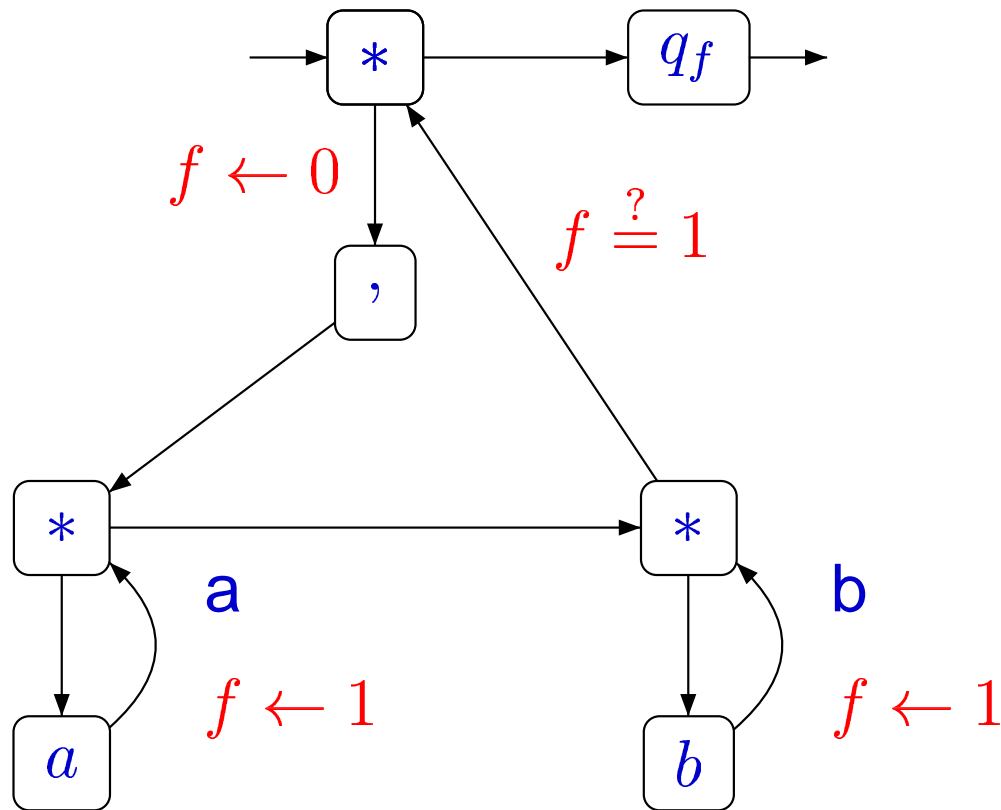 * q_f
f ← 0
f ≟ 1
,
* *
a b
f ← 1 f ← 1
a b